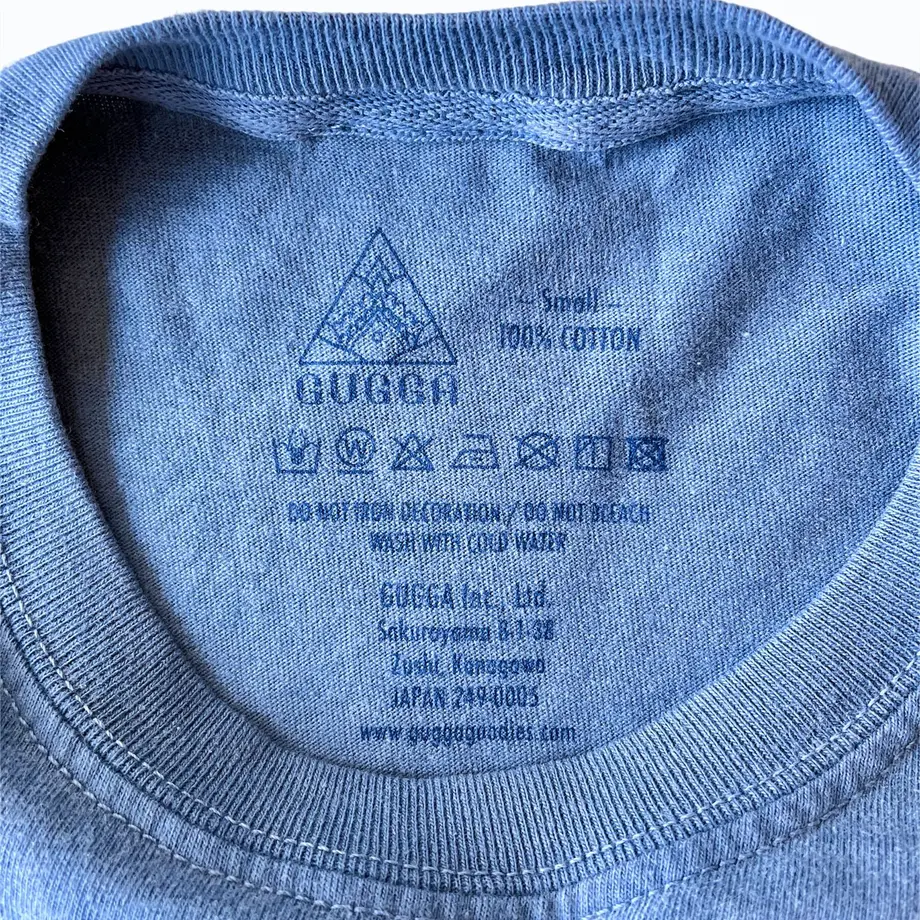 - Small -
100% COTTON
GUGGA
W
DO NOT IRON DECORATION / DO NOT BLEACH
WASH WITH COLD WATER
GUGGA Inc., Ltd.
Sakurayama 8-1-38
Zushi, Kanagawa
JAPAN 249-0005
www.guggagoodies.com